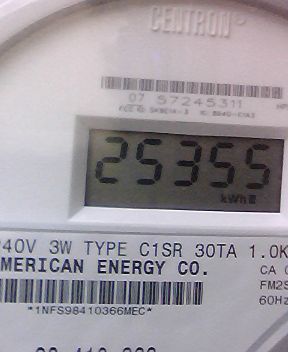 CENTRON®
07 57245311
25355
kWh
240V 3W TYPE C1SR 30TA 1.0K
AMERICAN ENERGY CO.
CA
FM2S
60Hz
*1NFS98410366MEC*